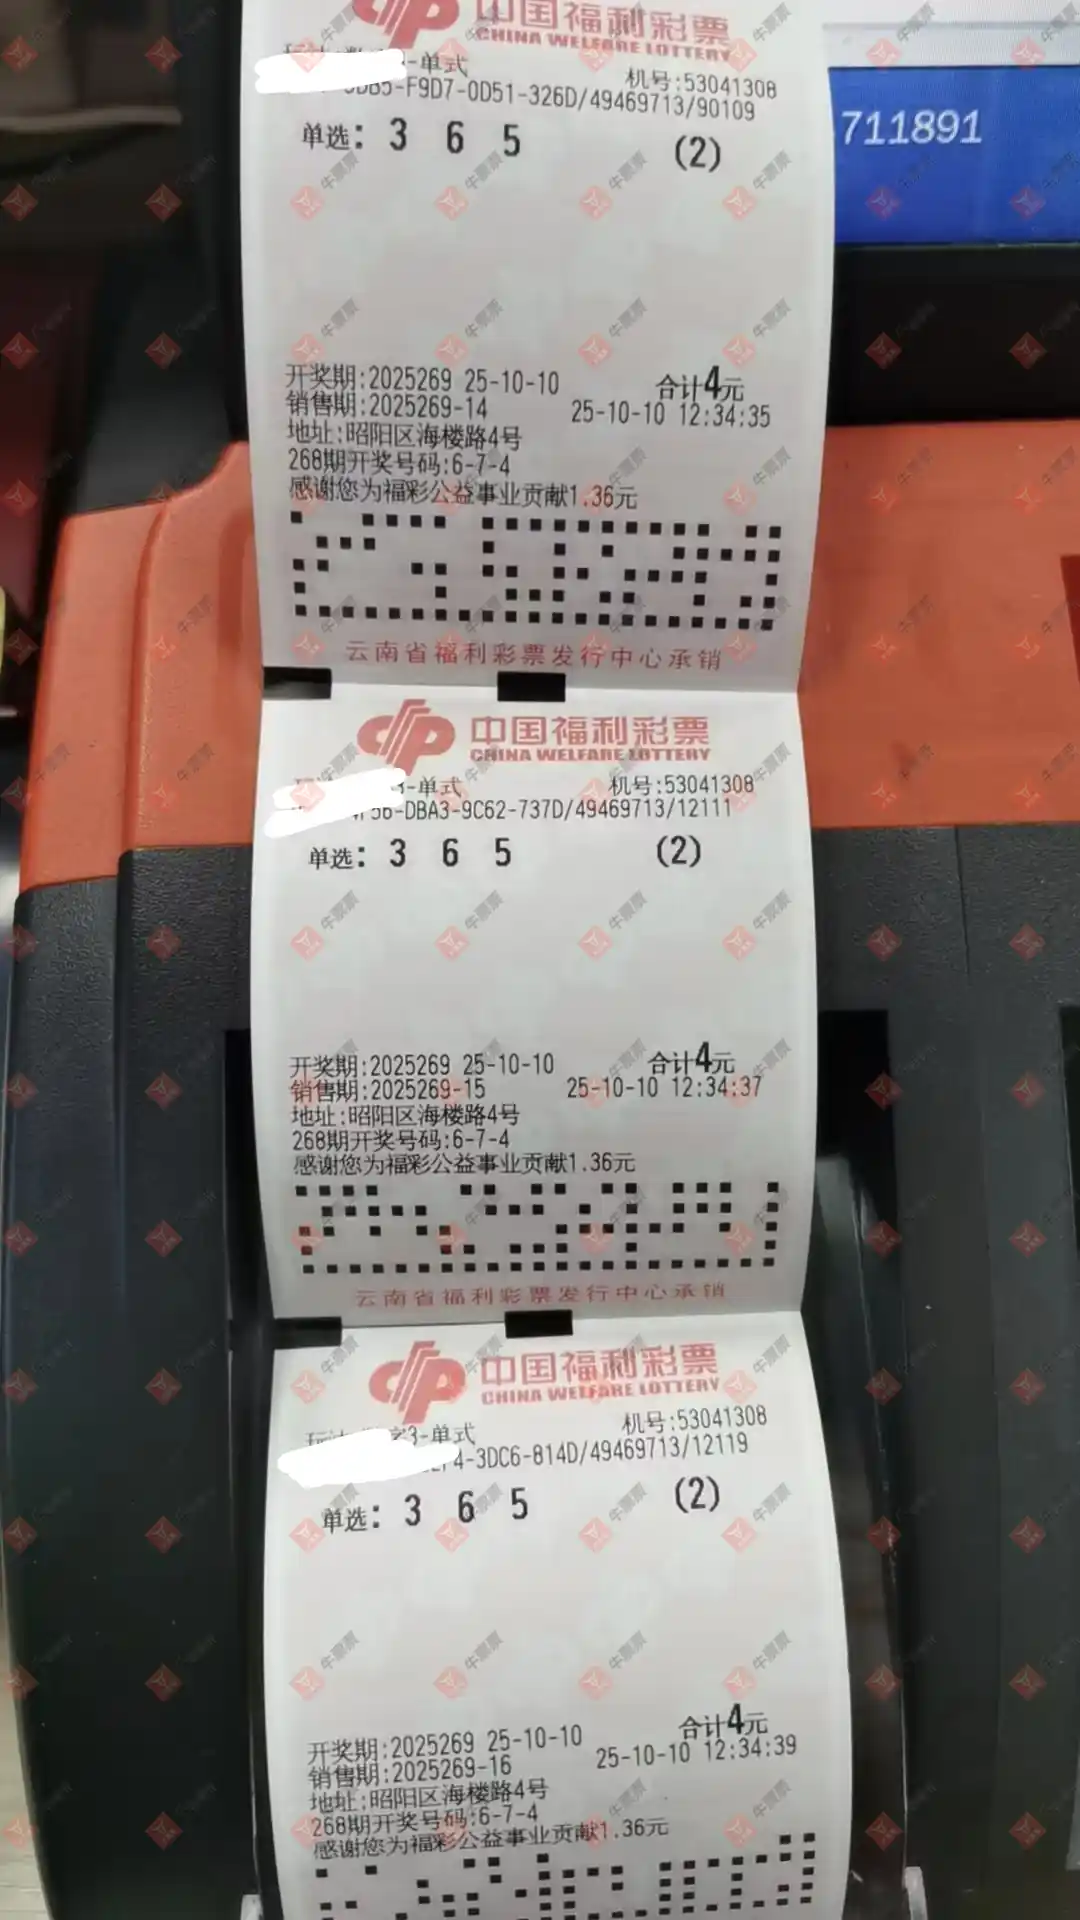 中国福利彩票
CHINA WELFARE LOTTERY
3-单式
机号:53041308
-F9D7-0D51-326D/49469713/90109
711891
单选: 3 6 5 (2)
开奖期:2025269 25-10-10 合计4元
销售期:2025269-14 25-10-10 12:34:35
地址:昭阳区海楼路4号
268期开奖号码:6-7-4
感谢您为福彩公益事业贡献1.36元
云南省福利彩票发行中心承销
中国福利彩票
CHINA WELFARE LOTTERY
3-单式 机号:53041308
-DBA3-9C62-737D/49469713/12111
单选: 3 6 5 (2)
开奖期:2025269 25-10-10 合计4元
销售期:2025269-15 25-10-10 12:34:37
地址:昭阳区海楼路4号
268期开奖号码:6-7-4
感谢您为福彩公益事业贡献1.36元
云南省福利彩票发行中心承销
中国福利彩票
CHINA WELFARE LOTTERY
3-单式 机号:53041308
-3DC6-814D/49469713/12119
单选: 3 6 5 (2)
开奖期:2025269 25-10-10 合计4元
销售期:2025269-16 25-10-10 12:34:39
地址:昭阳区海楼路4号
268期开奖号码:6-7-4
感谢您为福彩公益事业贡献1.36元
牛票票